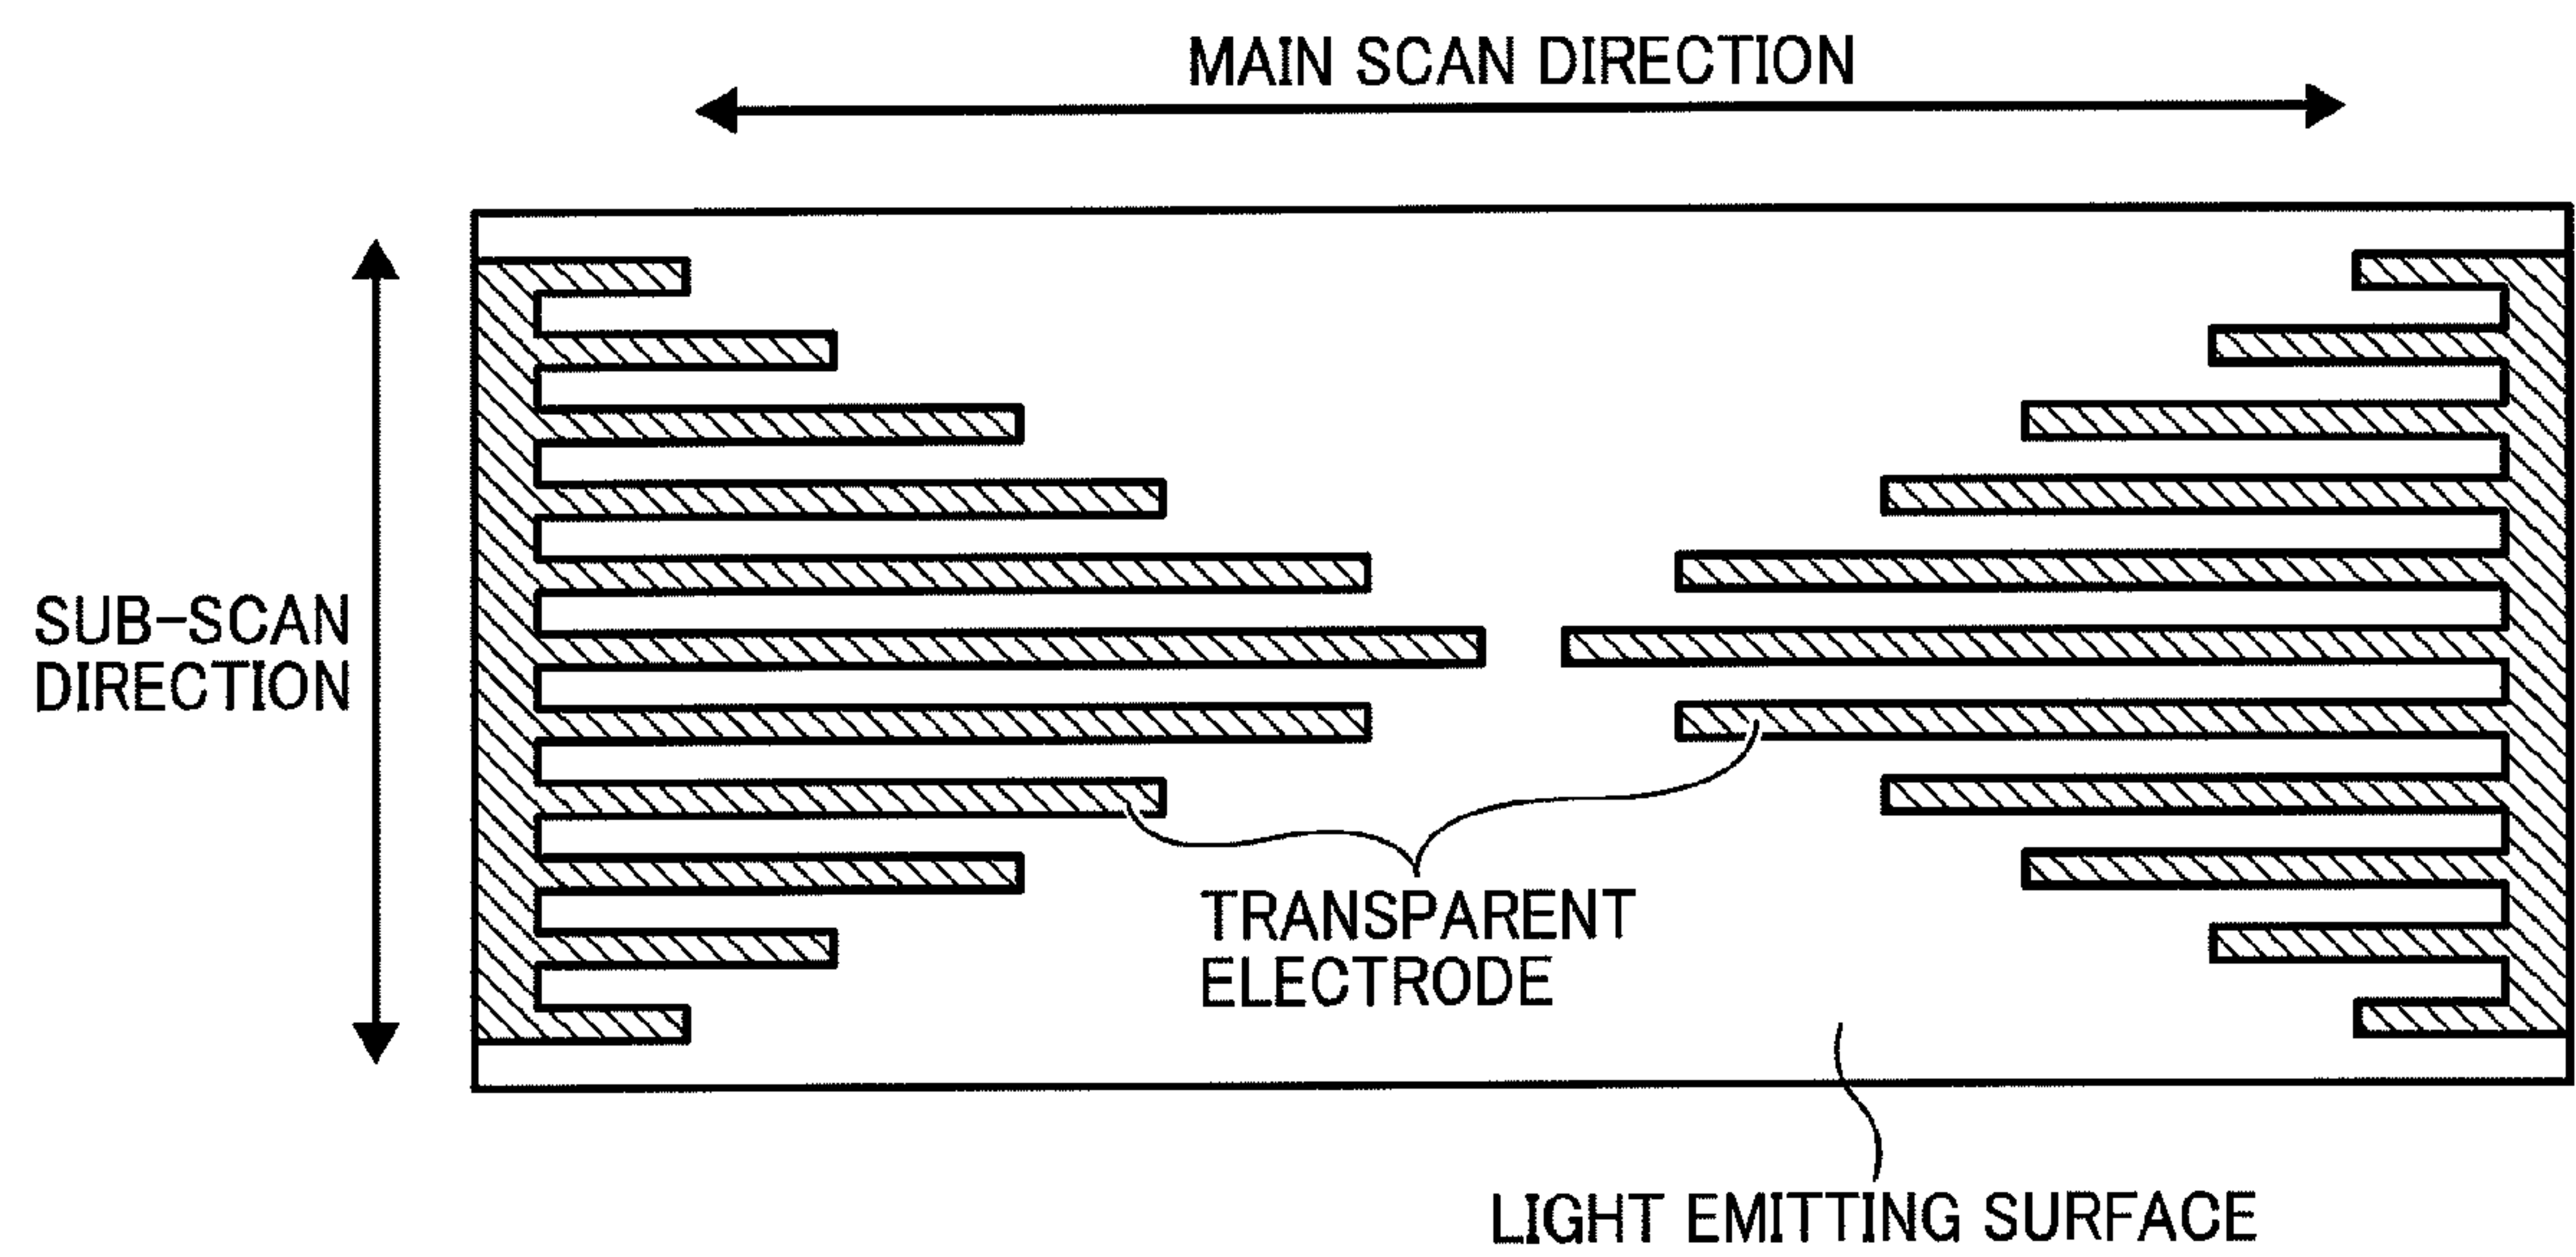 MAIN SCAN DIRECTION
SUB-SCAN
DIRECTION
TRANSPARENT
ELECTRODE
LIGHT EMITTING SURFACE